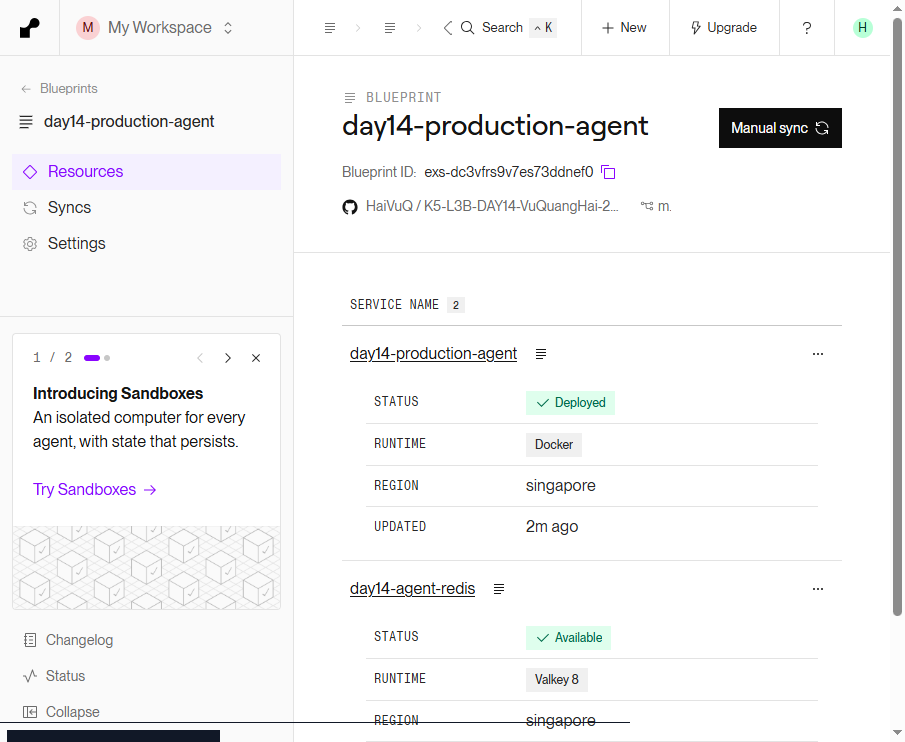 M My Workspace
Search ^ K
+ New
Upgrade
?
H
← Blueprints
day14-production-agent
Resources
Syncs
Settings
1 / 2
Introducing Sandboxes
An isolated computer for every
agent, with state that persists.
Try Sandboxes →
Changelog
Status
Collapse
BLUEPRINT
day14-production-agent
Manual sync
Blueprint ID: exs-dc3vfrs9v7es73ddnef0
HaiVuQ / K5-L3B-DAY14-VuQuangHai-2... m.
SERVICE NAME 2
day14-production-agent
STATUS Deployed
RUNTIME Docker
REGION singapore
UPDATED 2m ago
day14-agent-redis
STATUS Available
RUNTIME Valkey 8
REGION singapore